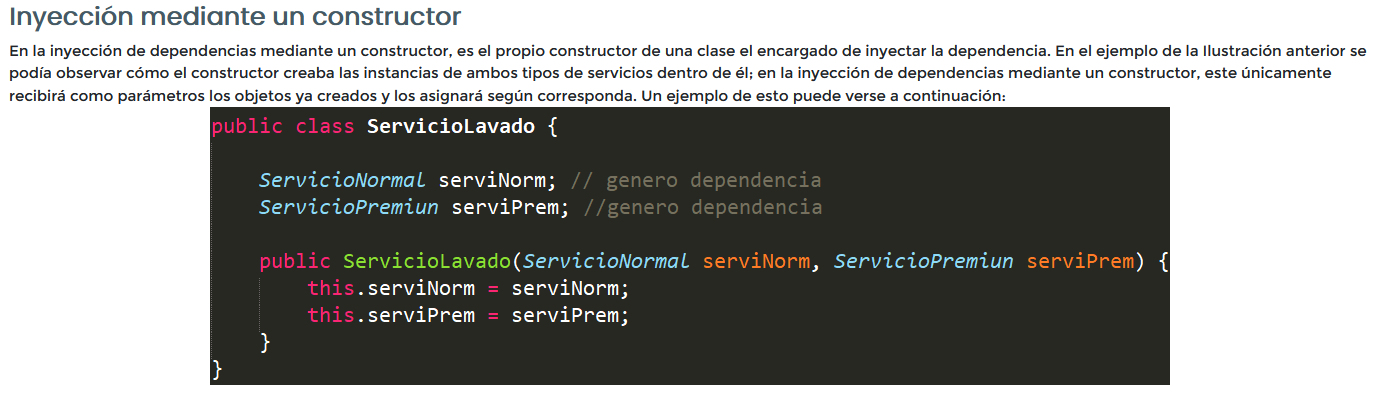 Inyección mediante un constructor
En la inyección de dependencias mediante un constructor, es el propio constructor de una clase el encargado de inyectar la dependencia. En el ejemplo de la Ilustración anterior se
podía observar cómo el constructor creaba las instancias de ambos tipos de servicios dentro de él; en la inyección de dependencias mediante un constructor, este únicamente
recibirá como parámetros los objetos ya creados y los asignará según corresponda. Un ejemplo de esto puede verse a continuación:
public class ServicioLavado {
    ServicioNormal serviNorm; // genero dependencia
    ServicioPremiun serviPrem; //genero dependencia
    public ServicioLavado(ServicioNormal serviNorm, ServicioPremiun serviPrem) {
        this.serviNorm = serviNorm;
        this.serviPrem = serviPrem;
    }
}